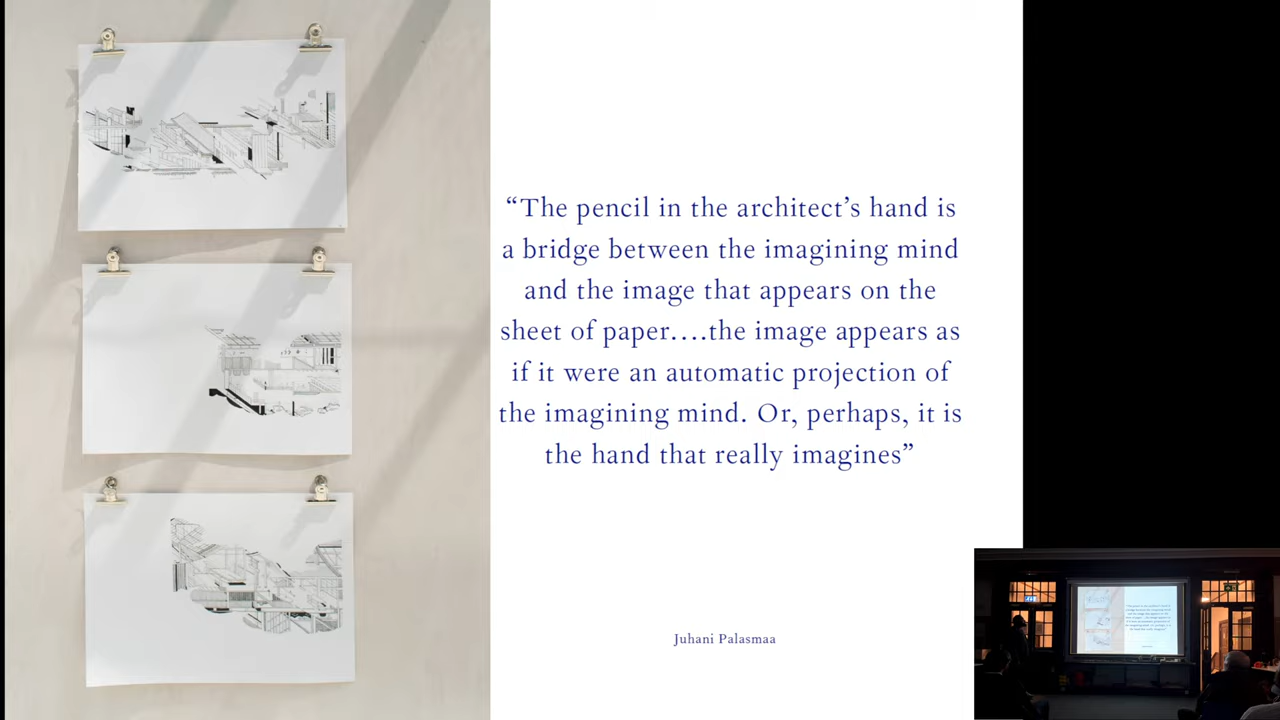 “The pencil in the architect’s hand is
a bridge between the imagining mind
and the image that appears on the
sheet of paper….the image appears as
if it were an automatic projection of
the imagining mind. Or, perhaps, it is
the hand that really imagines”
Juhani Palasmaa